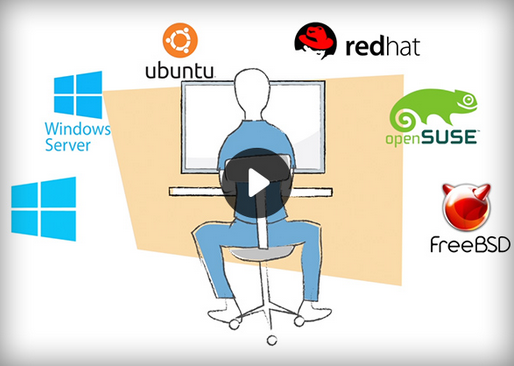 ubuntu
redhat
Windows
Server
openSUSE
FreeBSD